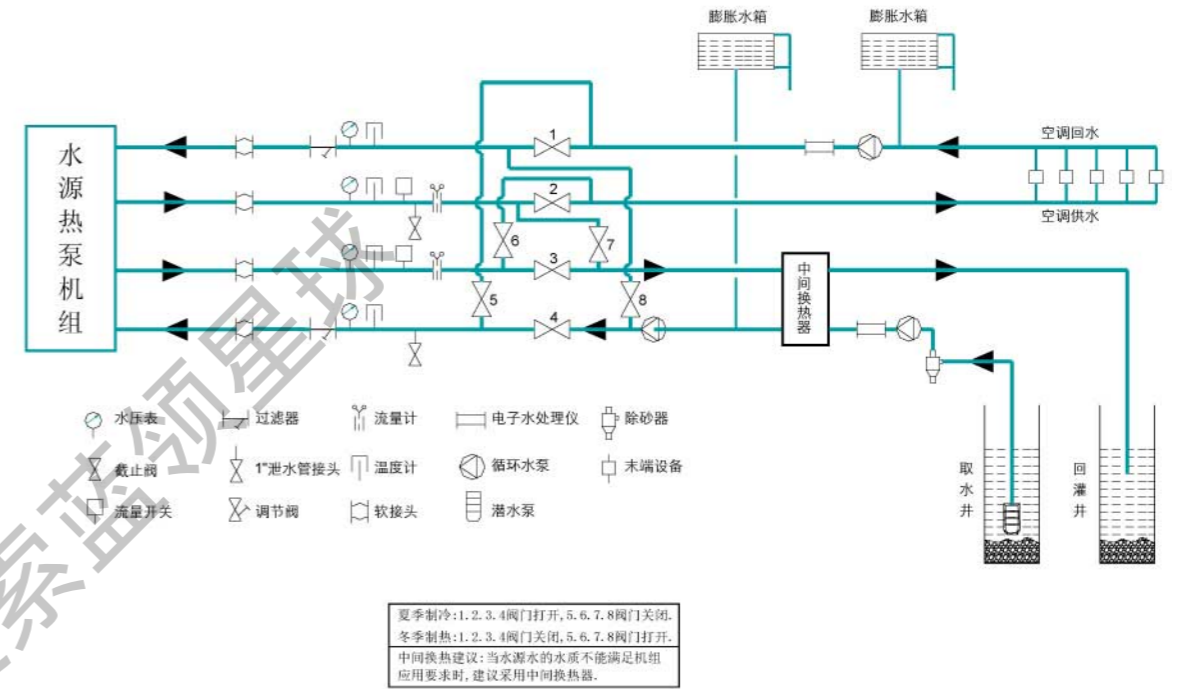 膨胀水箱 膨胀水箱
水源热泵机组
1
空调回水
2
空调供水
6 7
3
中间换热器
5 8
4
水压表 过滤器 流量计 电子水处理仪 除砂器
截止阀 1"泄水管接头 温度计 循环水泵 末端设备
流量开关 调节阀 软接头 潜水泵
取水井 回灌井
夏季制冷:1.2.3.4阀门打开,5.6.7.8阀门关闭.
冬季制热:1.2.3.4阀门关闭,5.6.7.8阀门打开.
中间换热建议:当水源水的水质不能满足机组
应用要求时,建议采用中间换热器.
索蓝领星球